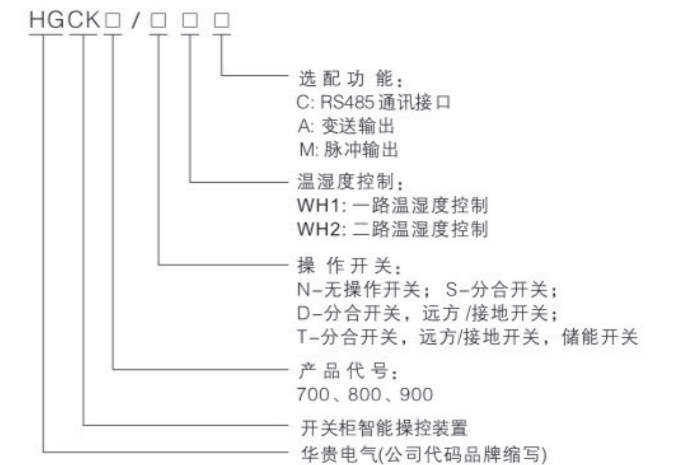 HGCK□/□□□
选配功能：
C: RS485通讯接口
A: 变送输出
M: 脉冲输出
温湿度控制：
WH1: 一路温湿度控制
WH2: 二路温湿度控制
操作开关：
N-无操作开关；S-分合开关；
D-分合开关，远方/接地开关；
T-分合开关，远方/接地开关，储能开关
产品代号：
700、800、900
开关柜智能操控装置
华贵电气(公司代码品牌缩写)